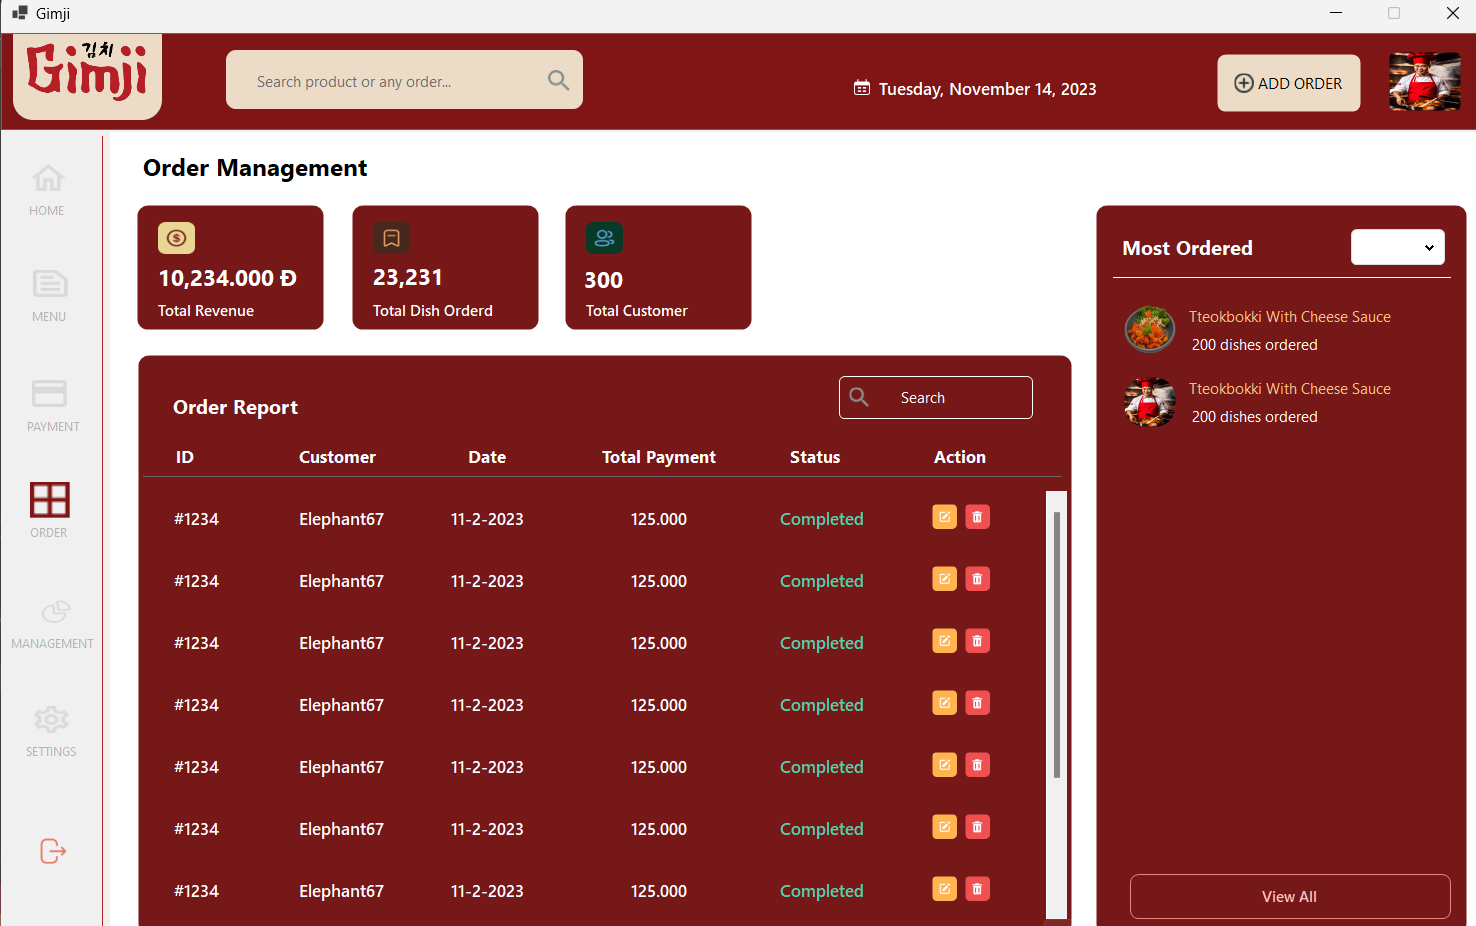 Gimji
김치
Gimji
Search product or any order...
Tuesday, November 14, 2023
ADD ORDER
HOME
MENU
PAYMENT
ORDER
MANAGEMENT
SETTINGS
Order Management
10,234.000 Đ
Total Revenue
23,231
Total Dish Orderd
300
Total Customer
Order Report
Search
ID Customer Date Total Payment Status Action
#1234 Elephant67 11-2-2023 125.000 Completed
#1234 Elephant67 11-2-2023 125.000 Completed
#1234 Elephant67 11-2-2023 125.000 Completed
#1234 Elephant67 11-2-2023 125.000 Completed
#1234 Elephant67 11-2-2023 125.000 Completed
#1234 Elephant67 11-2-2023 125.000 Completed
#1234 Elephant67 11-2-2023 125.000 Completed
Most Ordered
Tteokbokki With Cheese Sauce
200 dishes ordered
Tteokbokki With Cheese Sauce
200 dishes ordered
View All